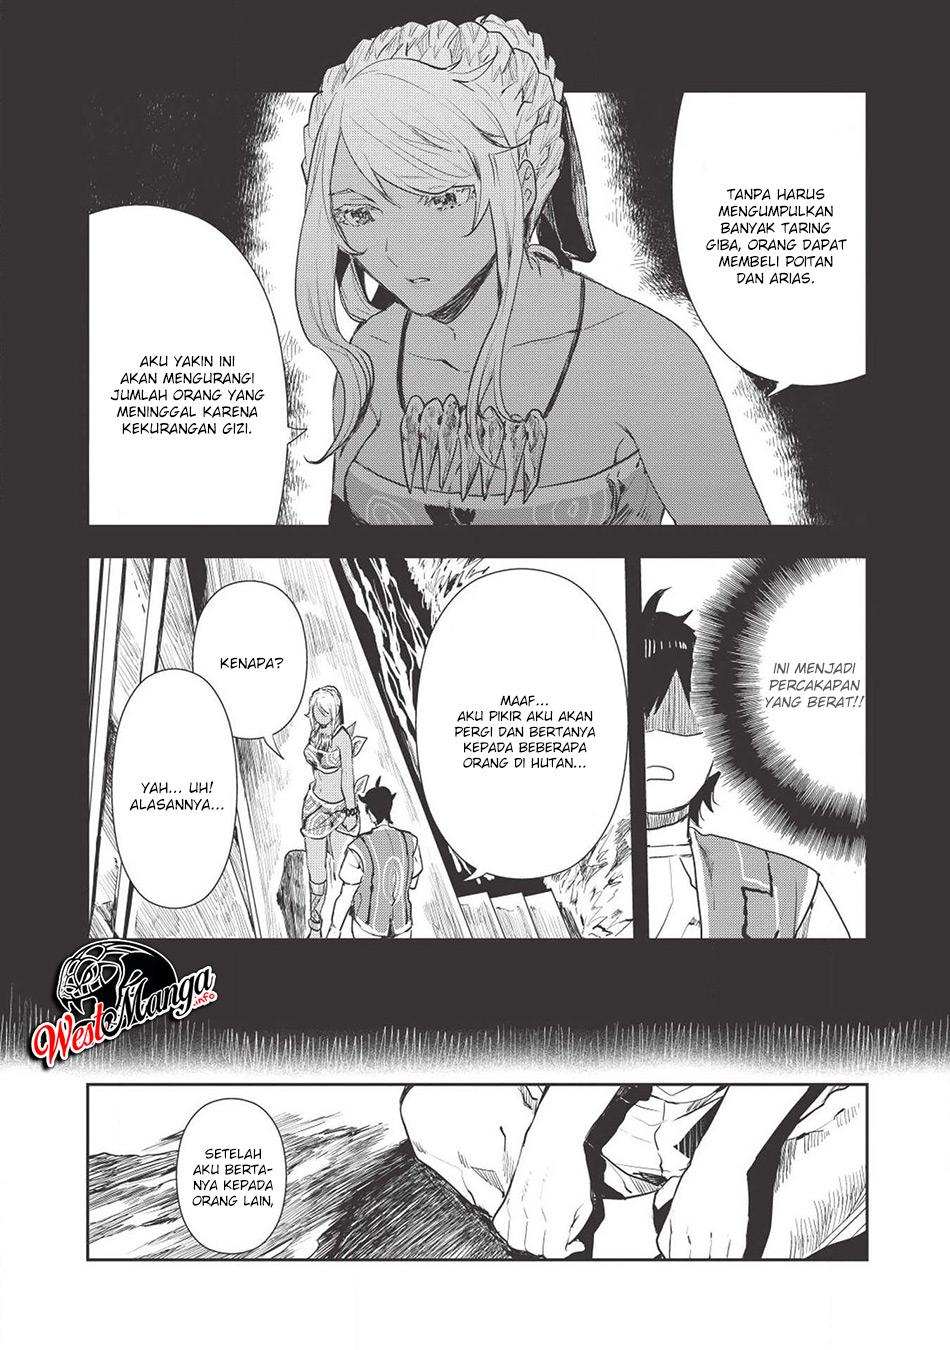 TANPA HARUS
MENGUMPULKAN
BANYAK TARING
GIBA, ORANG DAPAT
MEMBELI POITAN
DAN ARIAS.
AKU YAKIN INI
AKAN MENGURANGI
JUMLAH ORANG YANG
MENINGGAL KARENA
KEKURANGAN GIZI.
INI MENJADI
PERCAKAPAN
YANG BERAT!!
MAAF...
AKU PIKIR AKU AKAN
PERGI DAN BERTANYA
KEPADA BEBERAPA
ORANG DI HUTAN...
KENAPA?
YAH... UH!
ALASANNYA...
WestManga
.info
SETELAH
AKU BERTA-
NYA KEPADA
ORANG LAIN,